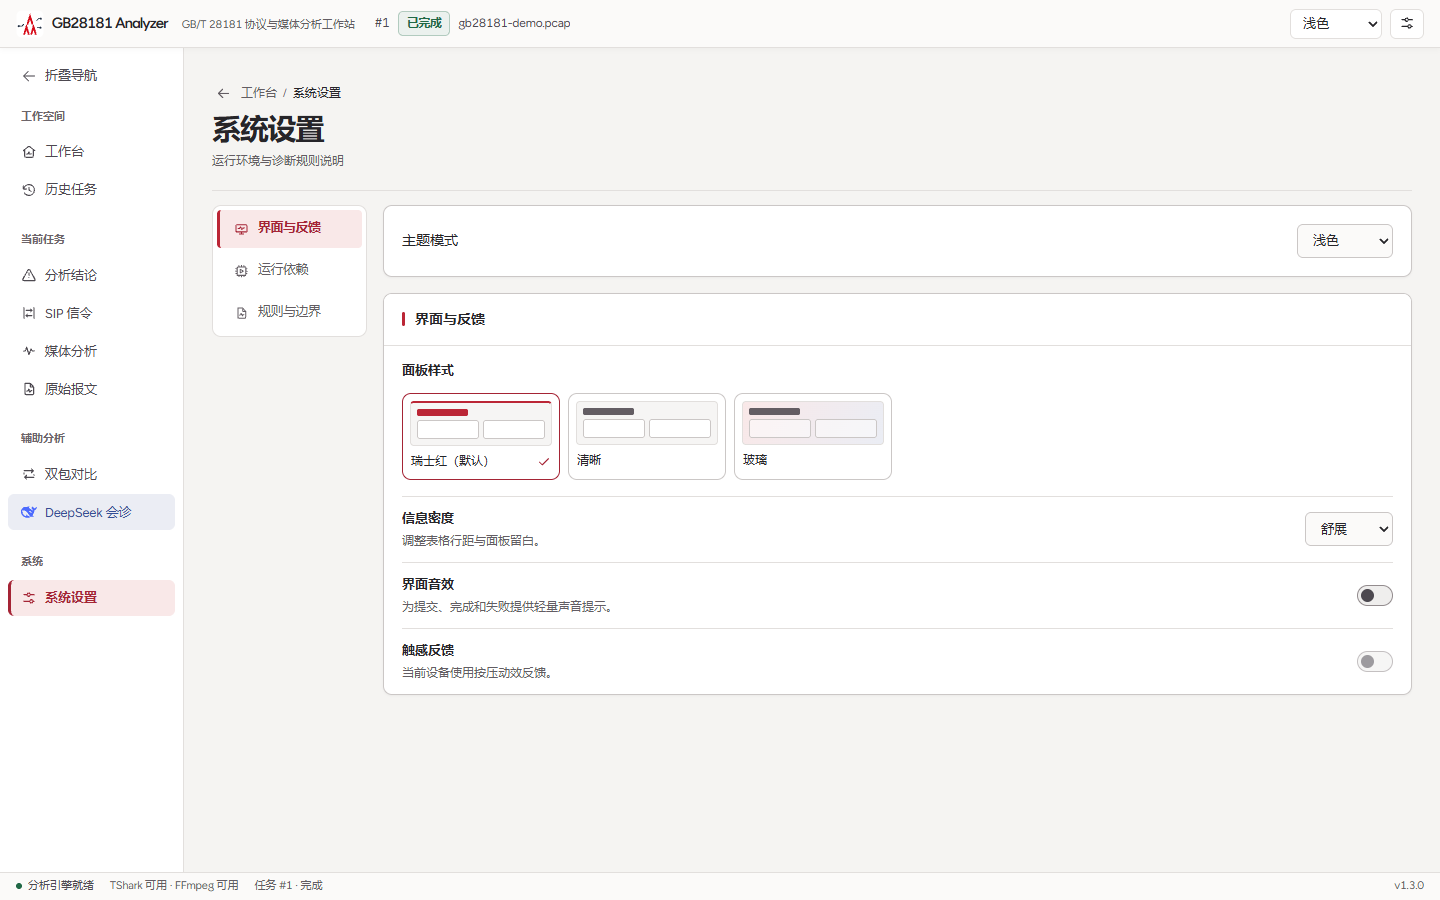 GB28181 Analyzer GB/T 28181 协议与媒体分析工作站 #1 已完成 gb28181-demo.pcap 浅色
折叠导航
工作空间
工作台
历史任务
当前任务
分析结论
SIP 信令
媒体分析
原始报文
辅助分析
双包对比
DeepSeek 会诊
系统
系统设置
工作台 / 系统设置
系统设置
运行环境与诊断规则说明
界面与反馈
运行依赖
规则与边界
主题模式 浅色
界面与反馈
面板样式
瑞士红（默认） 清晰 玻璃
信息密度
调整表格行距与面板留白。
舒展
界面音效
为提交、完成和失败提供轻量声音提示。
触感反馈
当前设备使用按压动效反馈。
分析引擎就绪 TShark 可用 · FFmpeg 可用 任务 #1 · 完成 v1.3.0